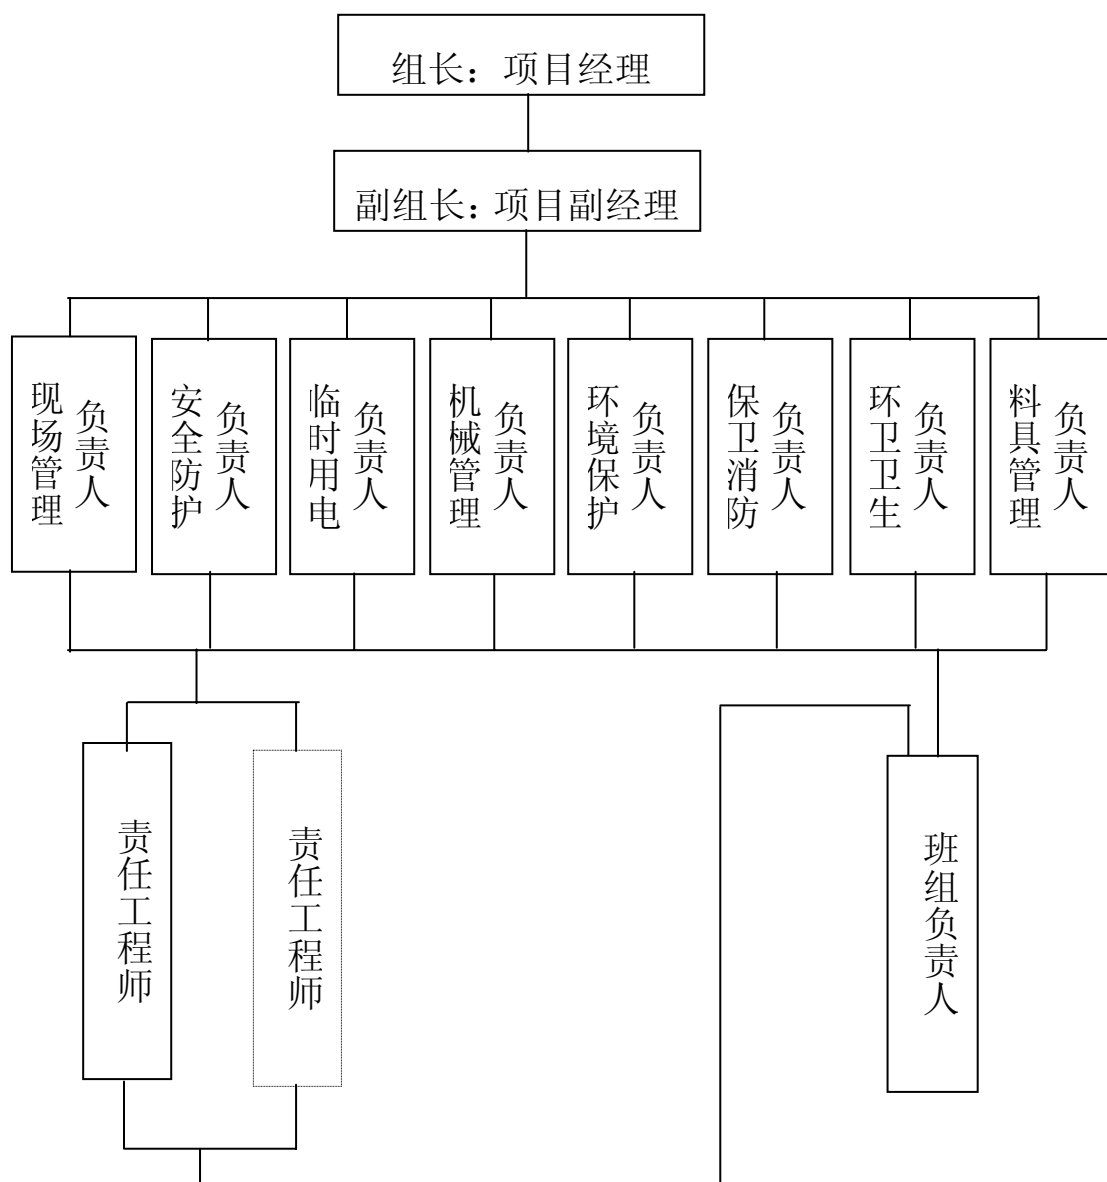 组长：项目经理
副组长：项目副经理
现场管理
负责人
安全防护
负责人
临时用电
负责人
机械管理
负责人
环境保护
负责人
保卫消防
负责人
环卫卫生
负责人
料具管理
负责人
责任工程师
责任工程师
班组负责人